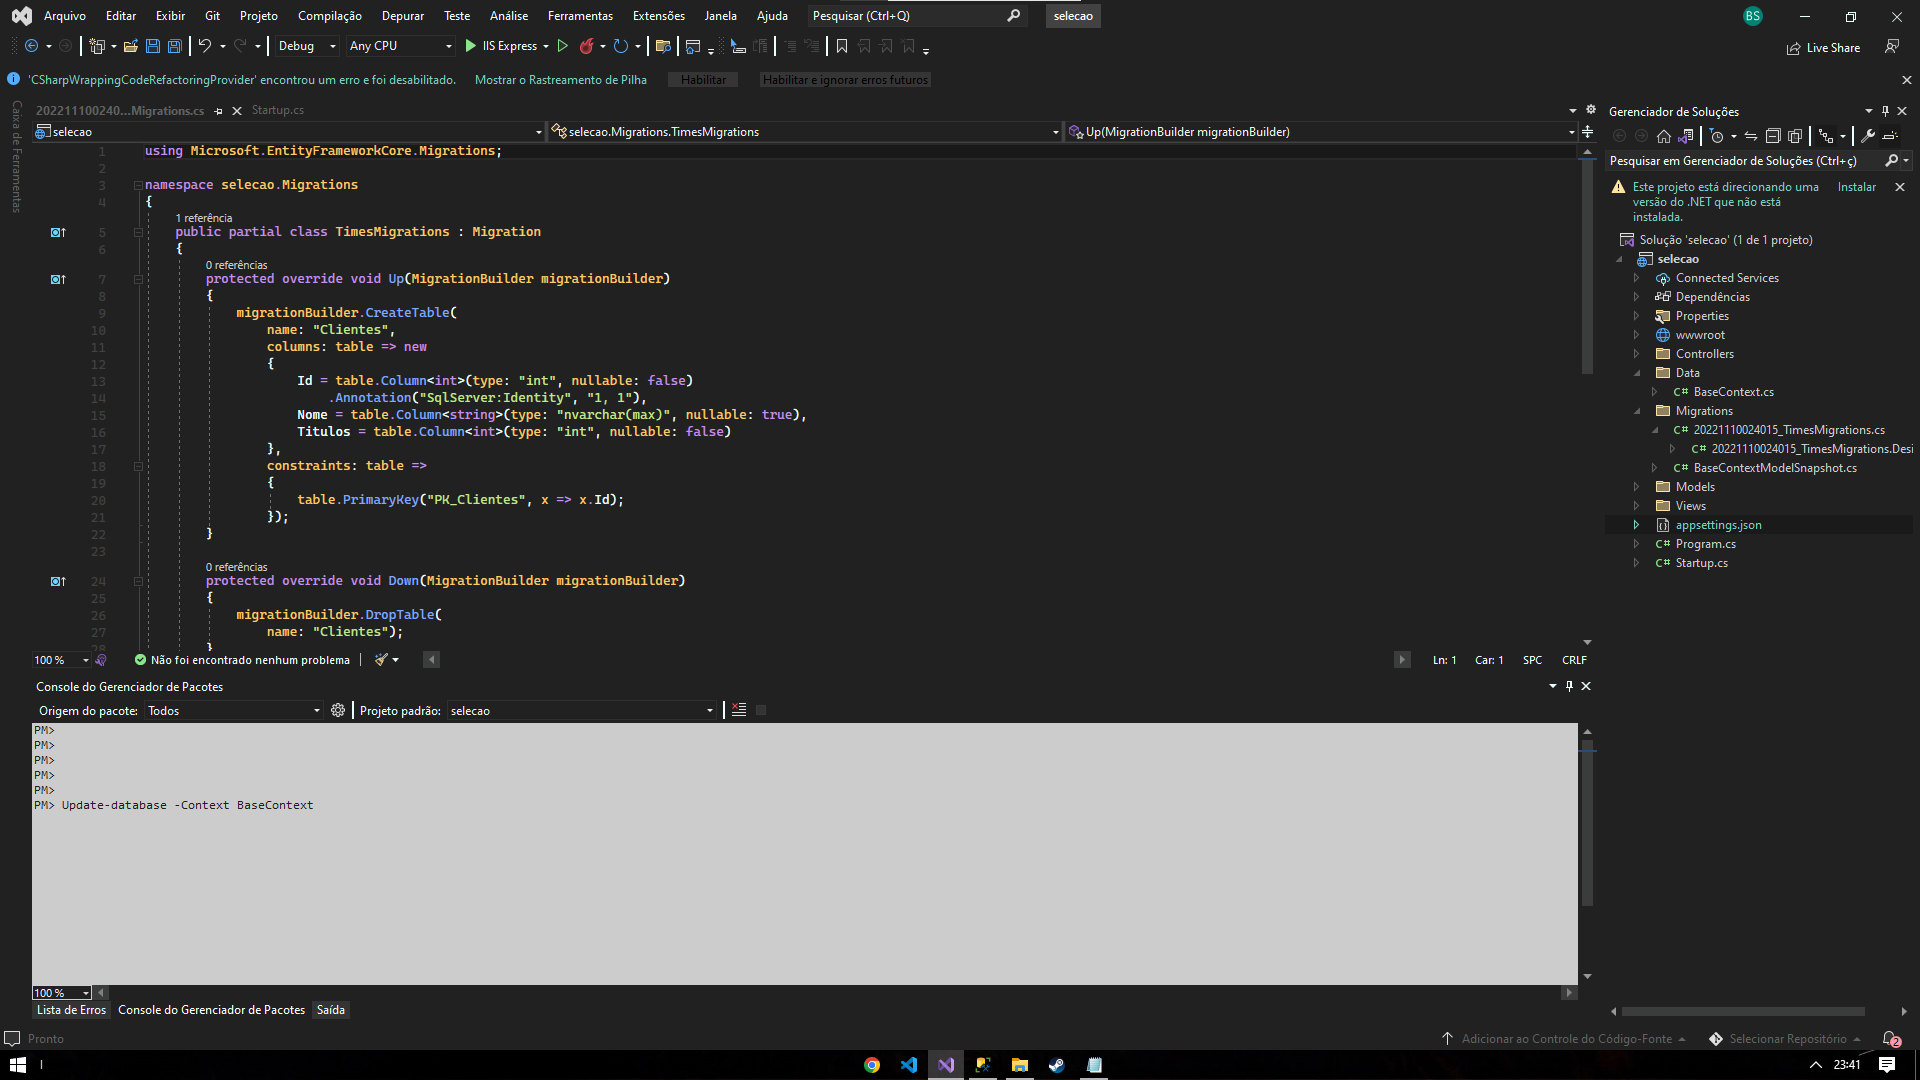 Arquivo Editar Exibir Git Projeto Compilação Depurar Teste Análise Ferramentas Extensões Janela Ajuda Pesquisar (Ctrl+Q) selecao BS
Debug Any CPU IIS Express Live Share
'CSharpWrappingCodeRefactoringProvider' encontrou um erro e foi desabilitado. Mostrar o Rastreamento de Pilha Habilitar Habilitar e ignorar erros futuros
Caixa de Ferramentas
202211100240...Migrations.cs Startup.cs
selecao selecao.Migrations.TimesMigrations Up(MigrationBuilder migrationBuilder)
1 using Microsoft.EntityFrameworkCore.Migrations;
2
3 namespace selecao.Migrations
4 {
1 referência
5 public partial class TimesMigrations : Migration
6 {
0 referências
7 protected override void Up(MigrationBuilder migrationBuilder)
8 {
9 migrationBuilder.CreateTable(
10 name: "Clientes",
11 columns: table => new
12 {
13 Id = table.Column<int>(type: "int", nullable: false)
14 .Annotation("SqlServer:Identity", "1, 1"),
15 Nome = table.Column<string>(type: "nvarchar(max)", nullable: true),
16 Titulos = table.Column<int>(type: "int", nullable: false)
17 },
18 constraints: table =>
19 {
20 table.PrimaryKey("PK_Clientes", x => x.Id);
21 });
22 }
23
0 referências
24 protected override void Down(MigrationBuilder migrationBuilder)
25 {
26 migrationBuilder.DropTable(
27 name: "Clientes");
28 }
100 % Não foi encontrado nenhum problema Ln: 1 Car: 1 SPC CRLF
Console do Gerenciador de Pacotes
Origem do pacote: Todos Projeto padrão: selecao
PM>
PM>
PM>
PM>
PM>
PM> Update-database -Context BaseContext
100 %
Lista de Erros Console do Gerenciador de Pacotes Saída
Gerenciador de Soluções
Pesquisar em Gerenciador de Soluções (Ctrl+ç)
Este projeto está direcionando uma Instalar
versão do .NET que não está
instalada.
Solução 'selecao' (1 de 1 projeto)
selecao
Connected Services
Dependências
Properties
wwwroot
Controllers
Data
C# BaseContext.cs
Migrations
C# 20221110024015_TimesMigrations.cs
C# 20221110024015_TimesMigrations.Desi
C# BaseContextModelSnapshot.cs
Models
Views
appsettings.json
C# Program.cs
C# Startup.cs
Pronto Adicionar ao Controle do Código-Fonte Selecionar Repositório 2
23:41